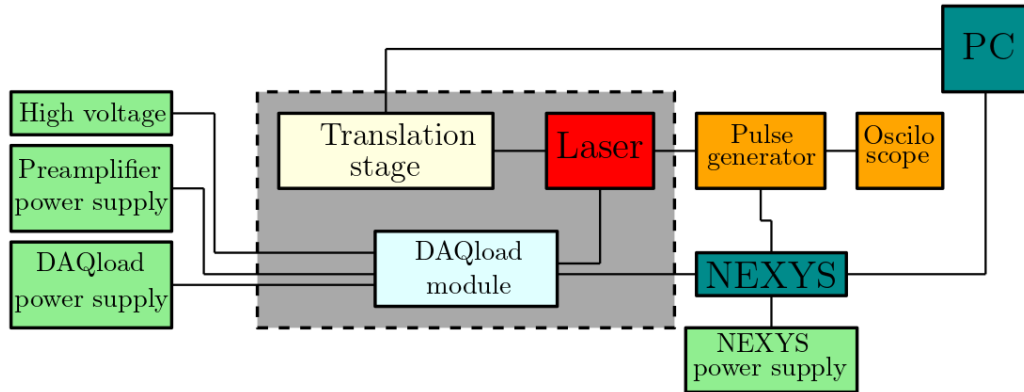 PC
High voltage
Translation
stage
Laser
Pulse
generator
Oscilo
scope
Preamplifier
power supply
DAQload
power supply
DAQload
module
NEXYS
NEXYS
power supply